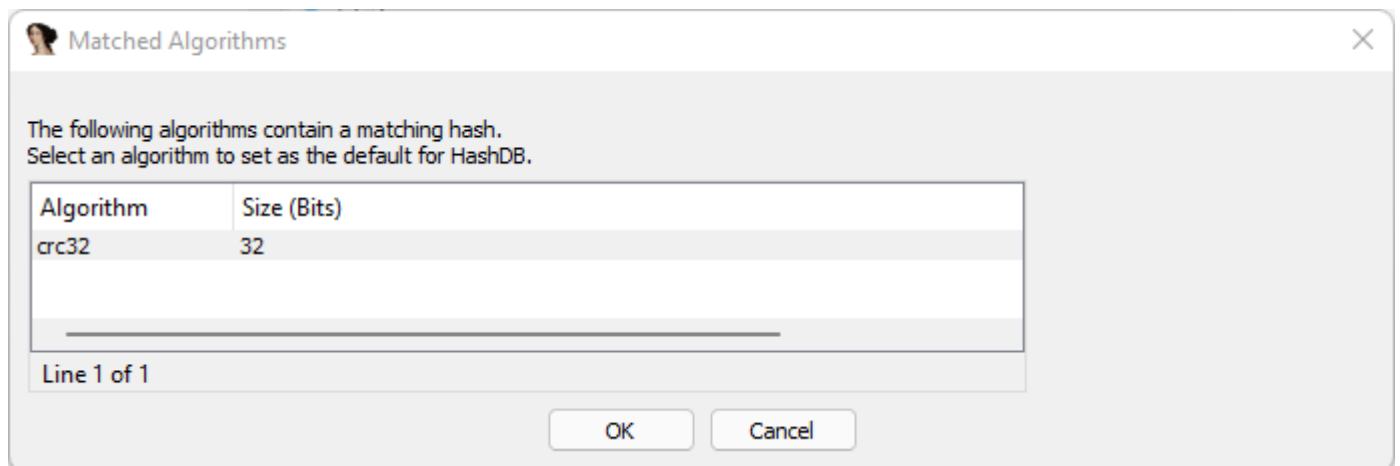 Matched Algorithms
The following algorithms contain a matching hash.
Select an algorithm to set as the default for HashDB.
Algorithm Size (Bits)
crc32 32
Line 1 of 1
OK Cancel